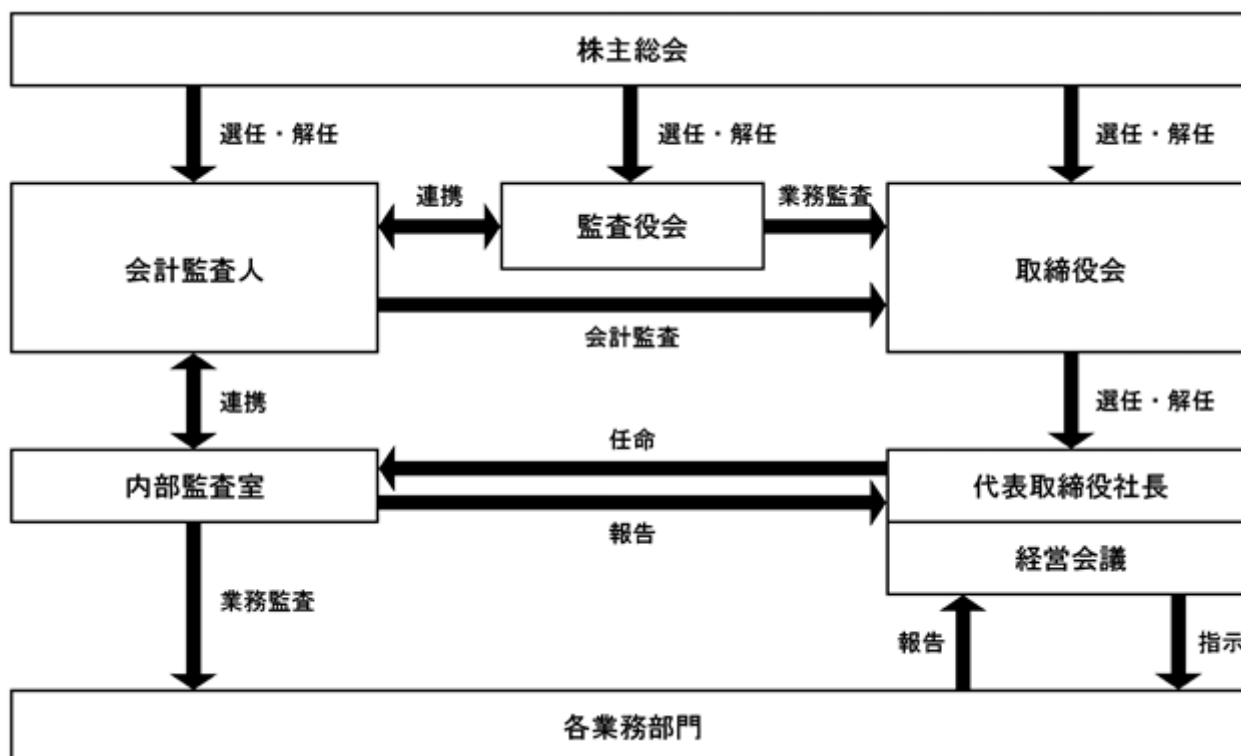 株主総会
選任・解任
選任・解任
選任・解任
会計監査人
連携
監査役会
業務監査
取締役会
会計監査
連携
選任・解任
任命
内部監査室
代表取締役社長
報告
経営会議
業務監査
報告
指示
各業務部門